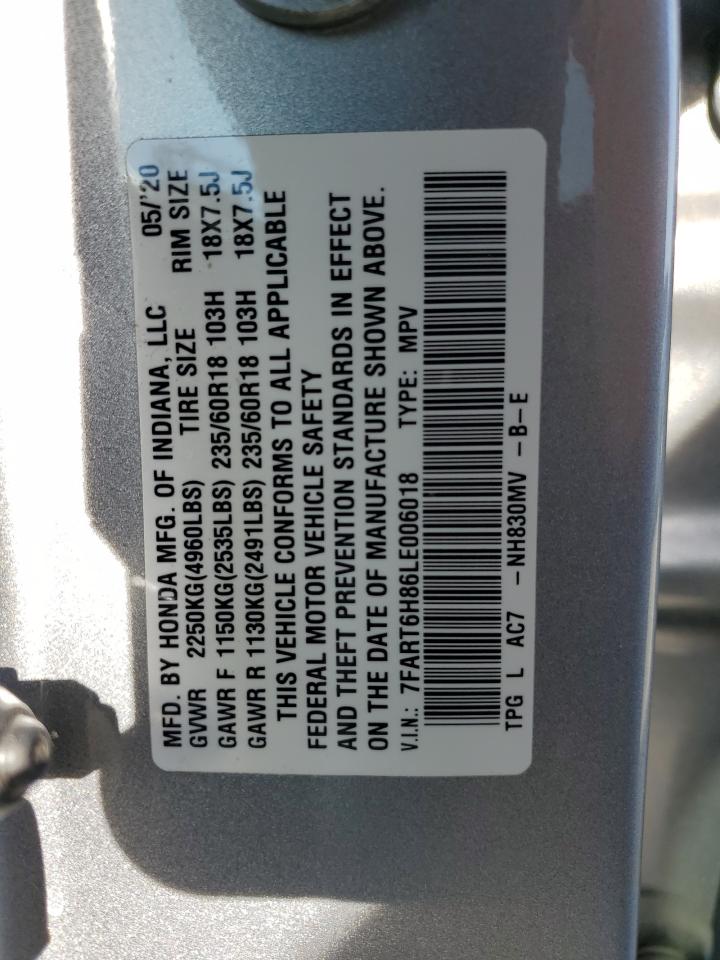 MFD. BY HONDA MFG. OF INDIANA, LLC 05/'20
GVWR 2250KG(4960LBS) TIRE SIZE RIM SIZE
GAWR F 1150KG(2535LBS) 235/60R18 103H 18X7.5J
GAWR R 1130KG(2491LBS) 235/60R18 103H 18X7.5J
THIS VEHICLE CONFORMS TO ALL APPLICABLE
FEDERAL MOTOR VEHICLE SAFETY
AND THEFT PREVENTION STANDARDS IN EFFECT
ON THE DATE OF MANUFACTURE SHOWN ABOVE.
V.I.N.: 7FART6H86LE006018 TYPE: MPV
TPG L AC7 -NH830MV -B-E